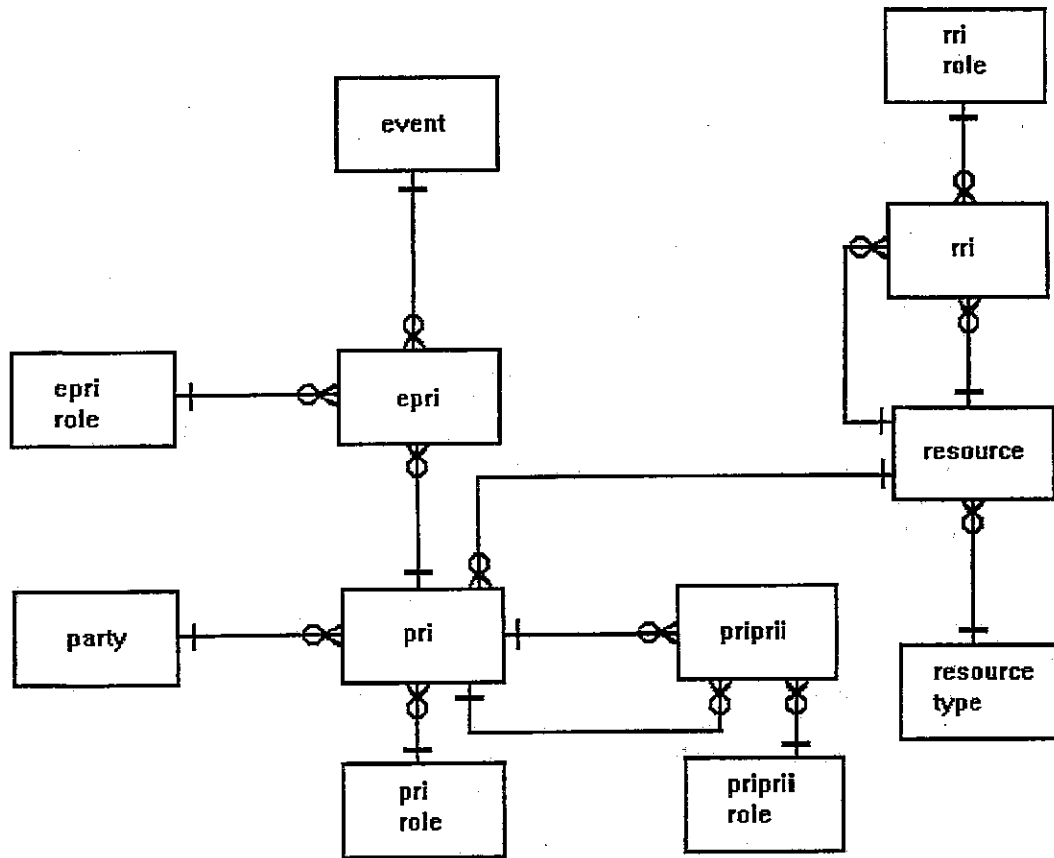 rri
role
event
rri
epri
role
epri
resource
party
pri
priprii
resource
type
pri
role
priprii
role